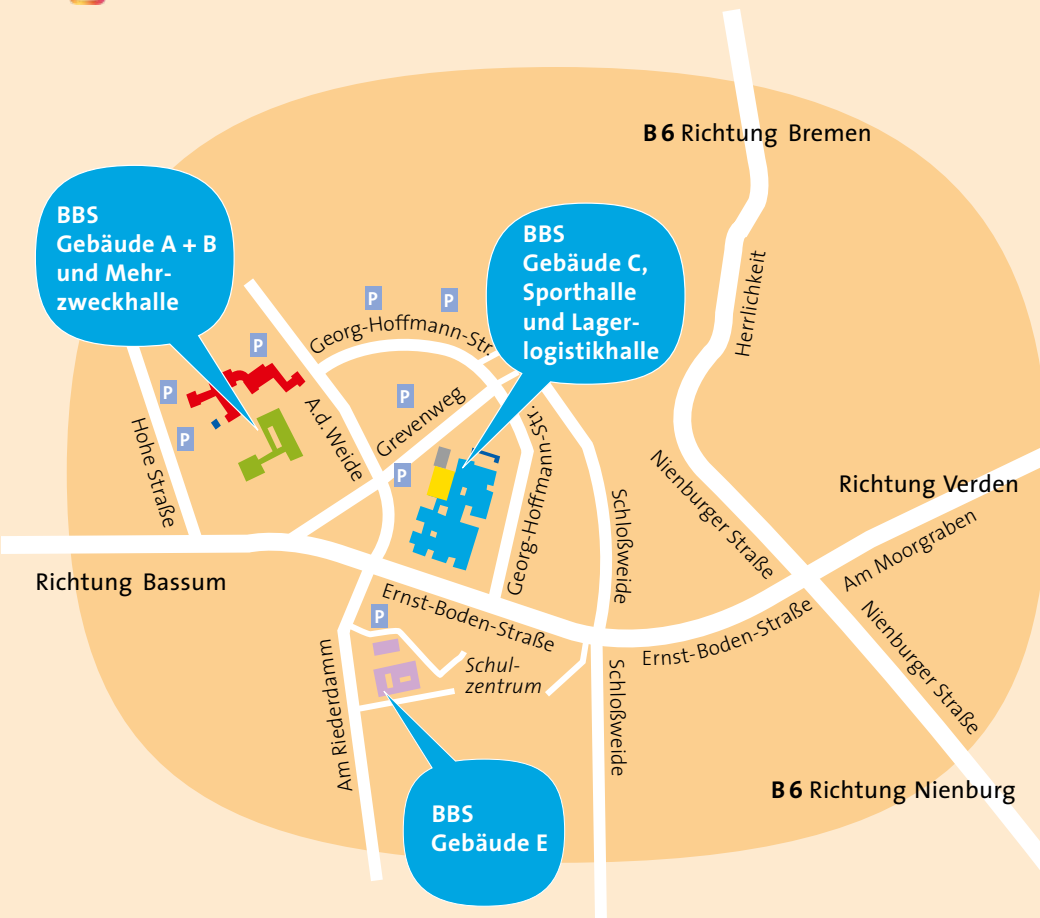 B 6 Richtung Bremen
BBS
Gebäude A + B
und Mehr-
zweckhalle
BBS
Gebäude C,
Sporthalle
und Lager-
logistikhalle
Herrlichkeit
P
P
Georg-Hoffmann-Str.
P
P
P
P
P
Hohe Straße
A.d. Weide
Grevenweg
Georg-Hoffmann-Str.
Schloßweide
Nienburger Straße
Richtung Verden
Am Moorgraben
Richtung Bassum
Ernst-Boden-Straße
Ernst-Boden-Straße
Nienburger Straße
P
Schul-
zentrum
Am Riederdamm
Schloßweide
B 6 Richtung Nienburg
BBS
Gebäude E